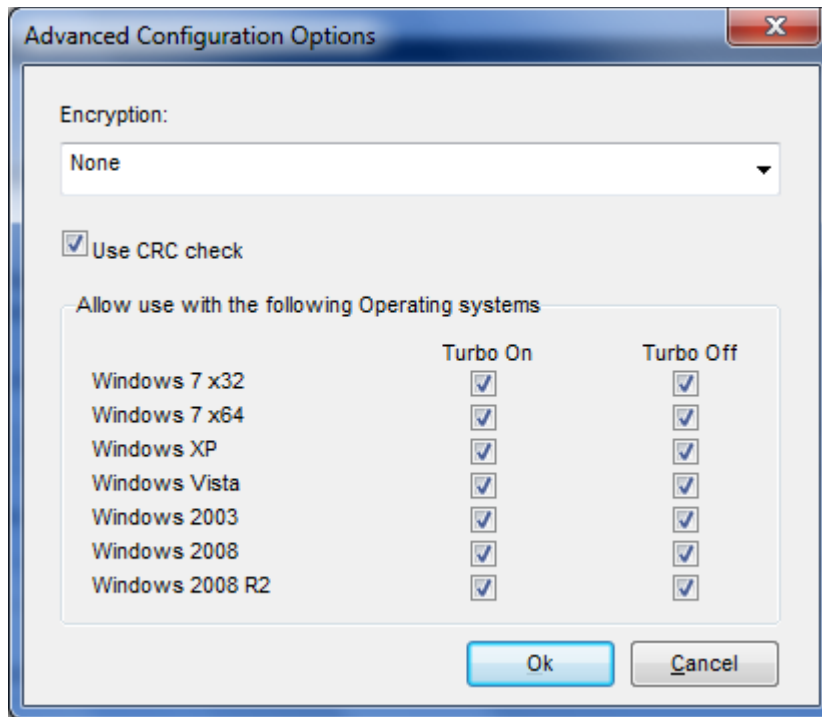 Advanced Configuration Options
Encryption:
None
Use CRC check
Allow use with the following Operating systems
Turbo On Turbo Off
Windows 7 x32
Windows 7 x64
Windows XP
Windows Vista
Windows 2003
Windows 2008
Windows 2008 R2
Ok Cancel